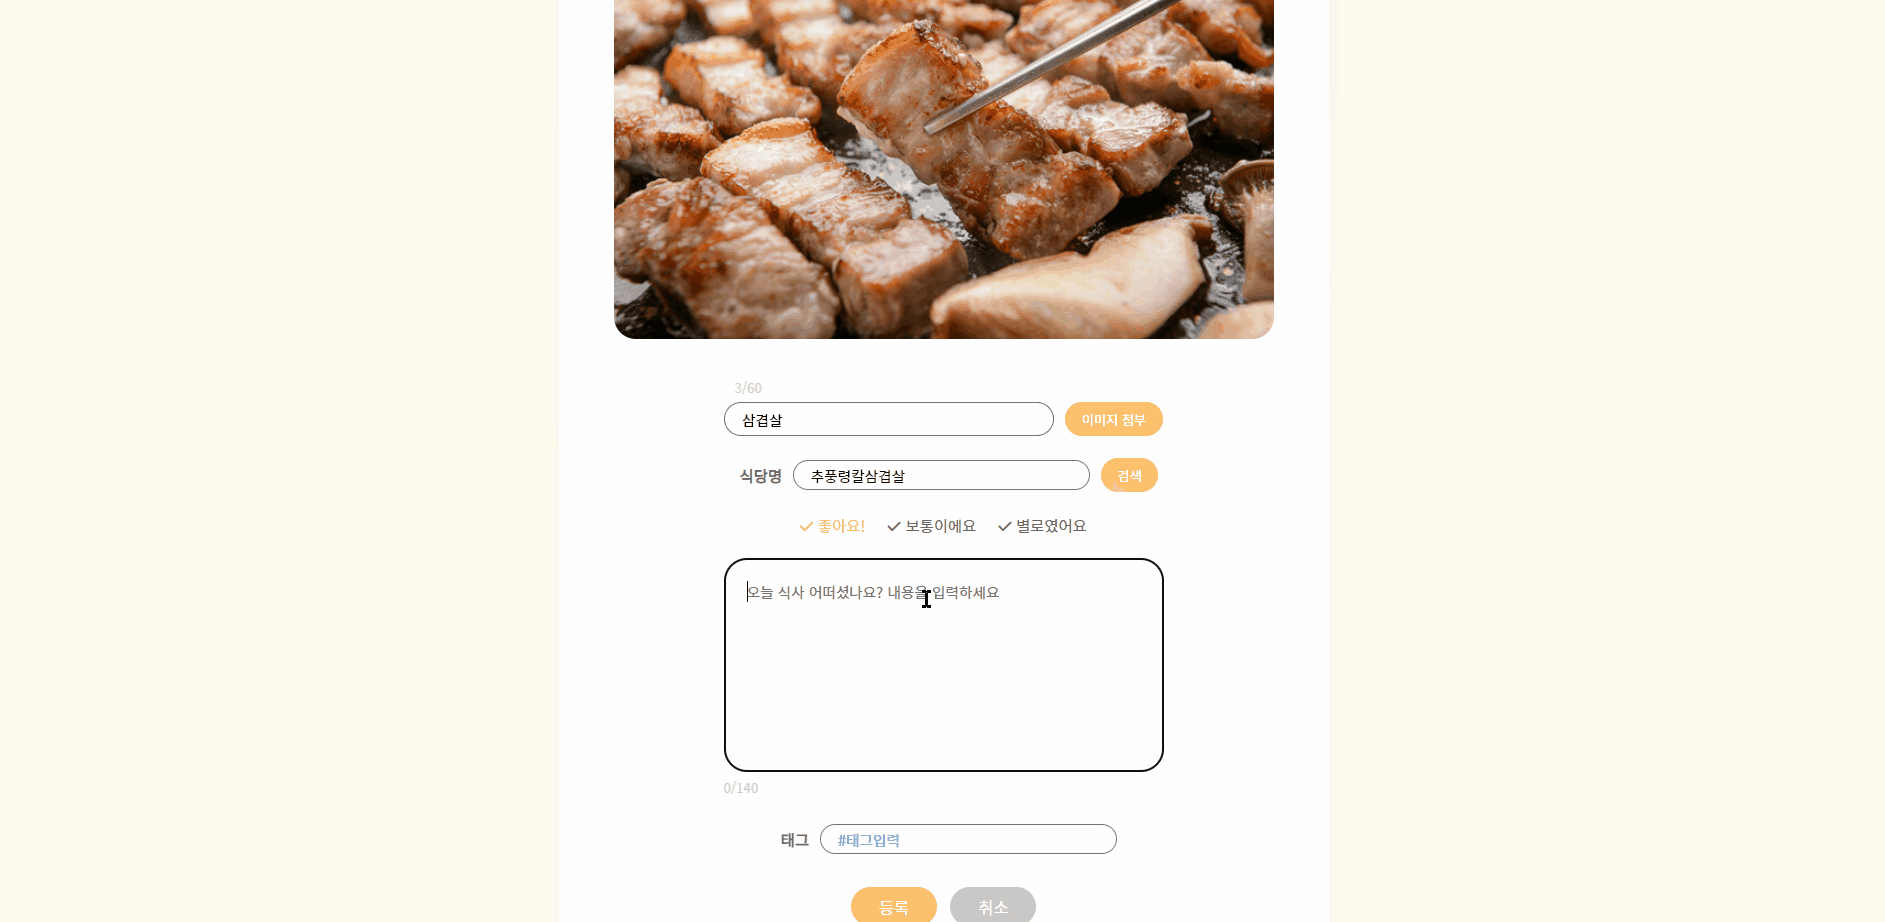 3/60
삼겹살 이미지 첨부
식당명 추풍령칼삼겹살 검색
좋아요! 보통이에요 별로였어요
오늘 식사 어떠셨나요? 내용을 입력하세요
0/140
태그 #태그입력
등록 취소